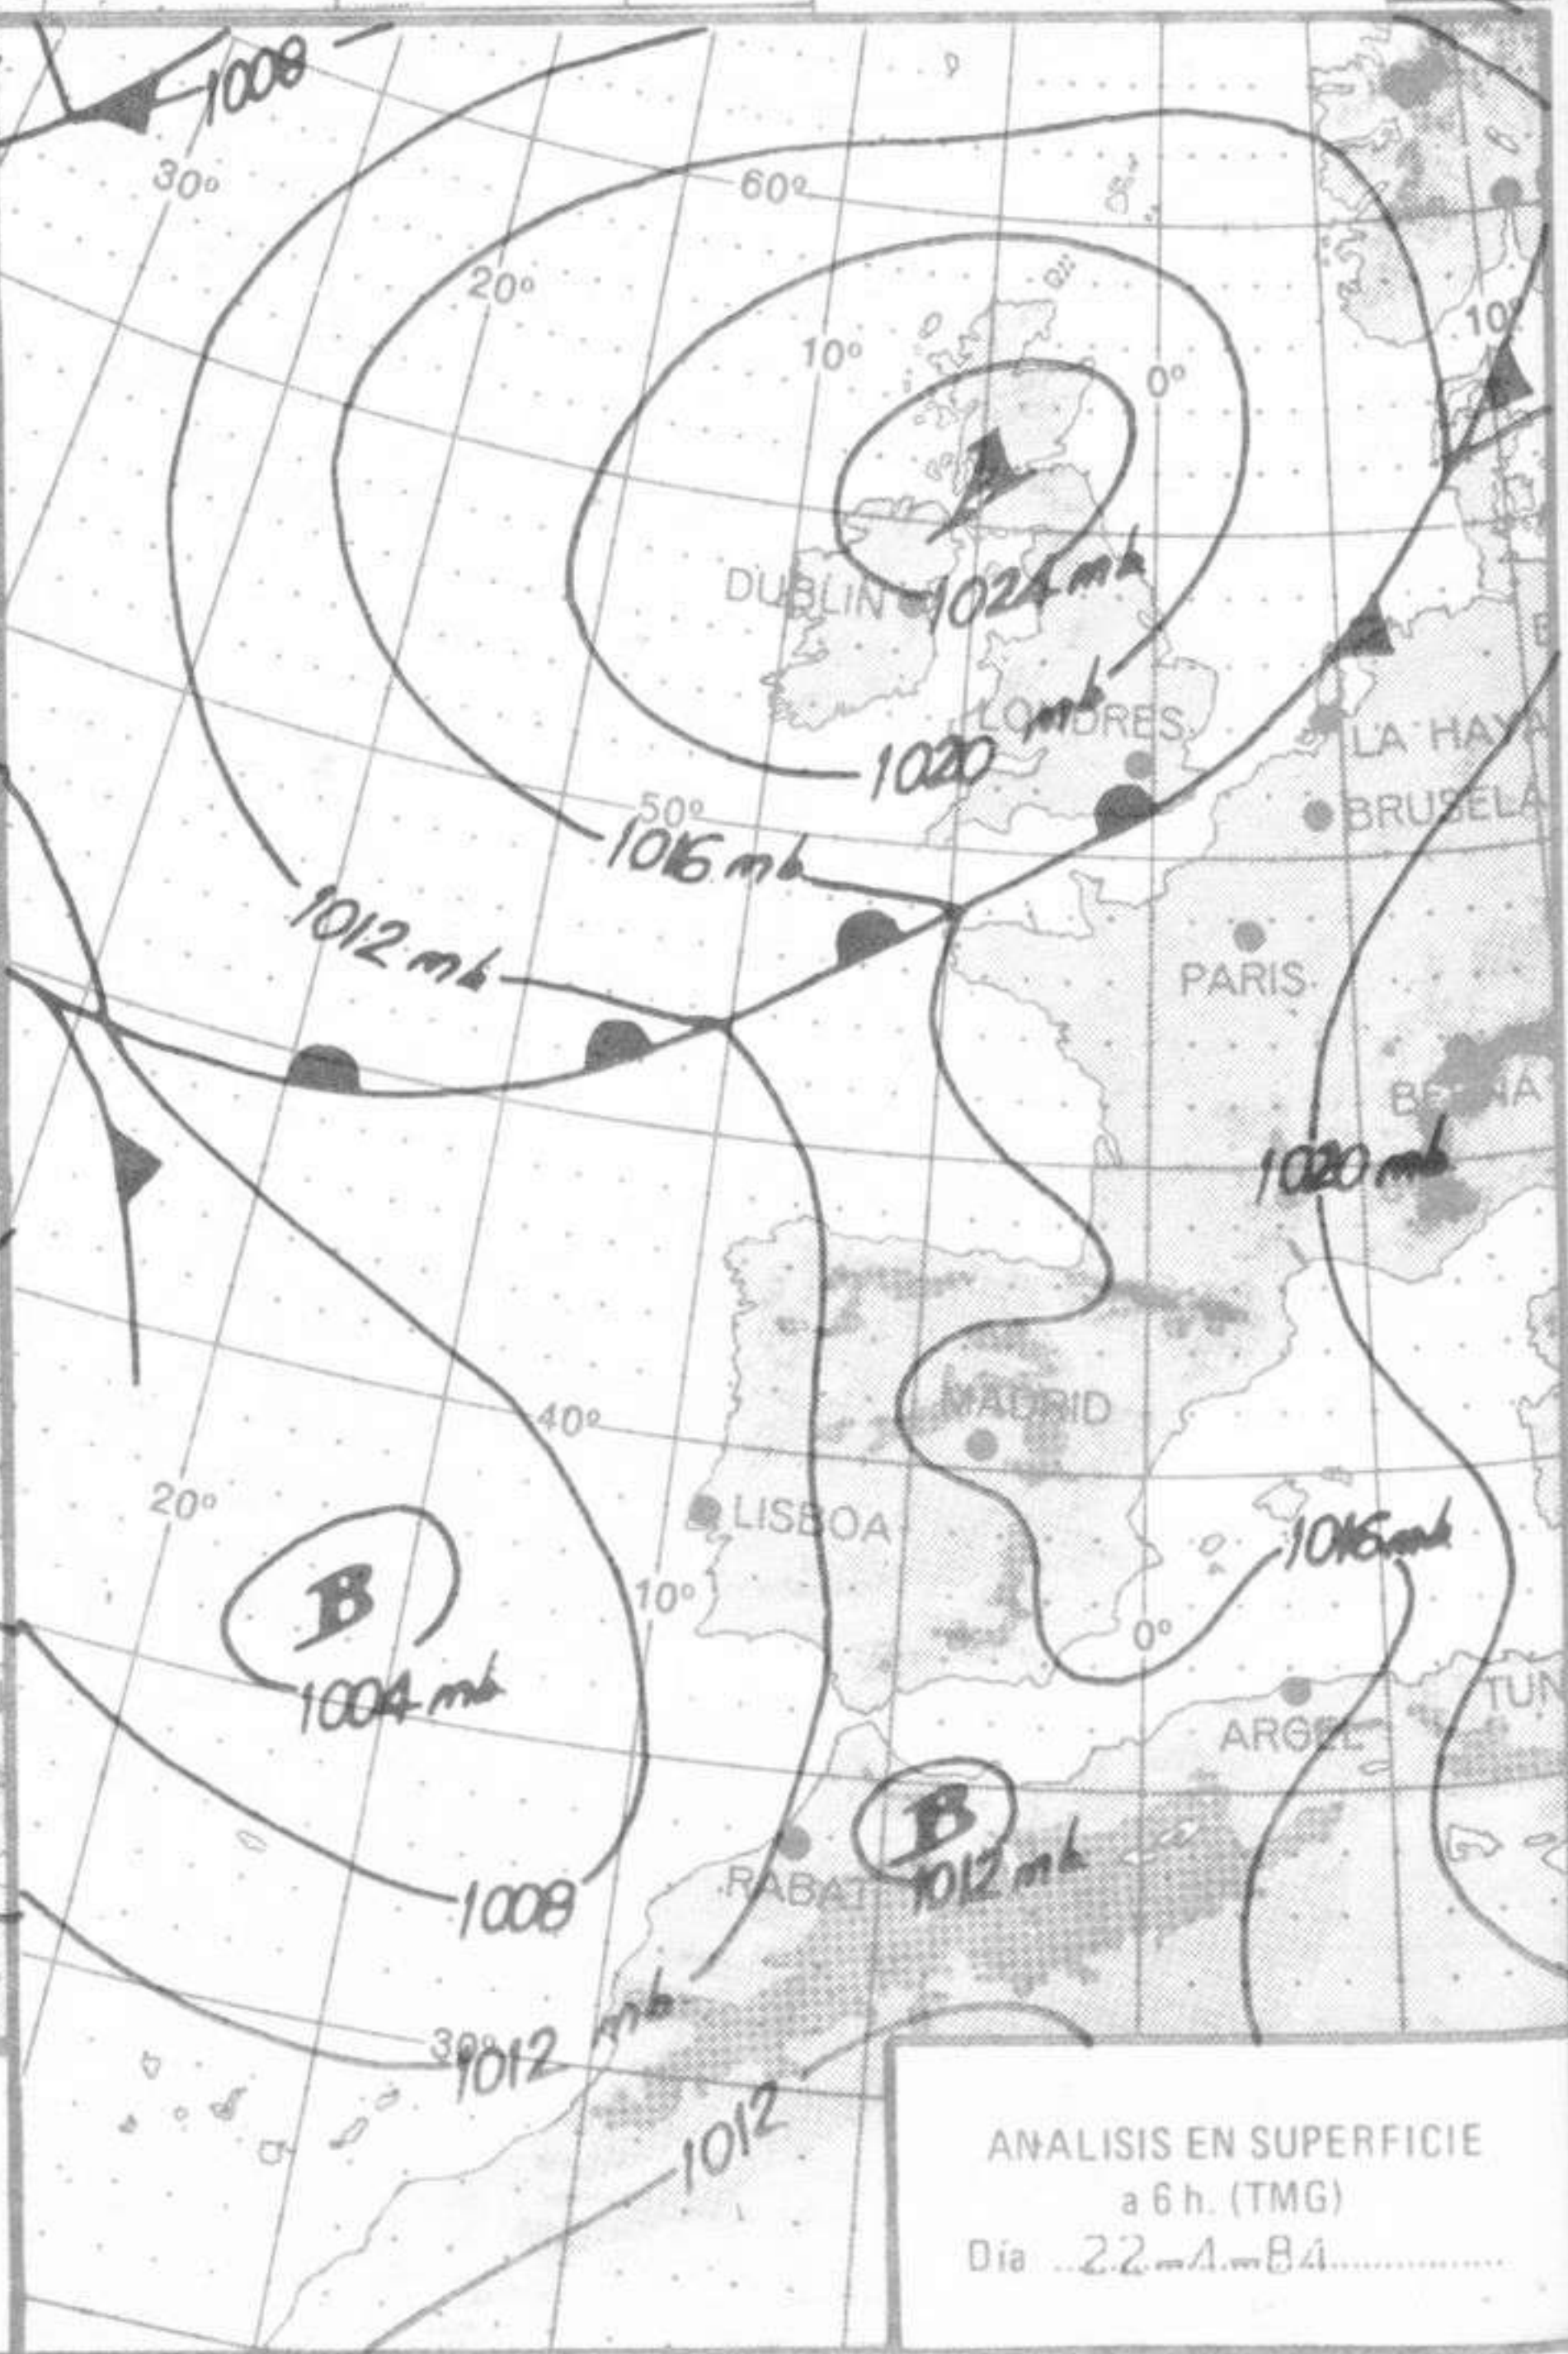 1008
30º
60º
20º
10º
10º
0º
A
DUBLIN
1024 mb
LONDRES
mb
LA HAYA
1020
50º
BRUSELA
1016 mb
1012 mb
PARIS
BERNA
1020 mb
40º
MADRID
20º
LISBOA
1016 mb
B
10º
0º
1004 mb
TUN
ARGEL
B
RABAT
1012 mb
1008
mb
30º
1012
1012
ANALISIS EN SUPERFICIE
a 6 h. (TMG)
Día 22-4-84